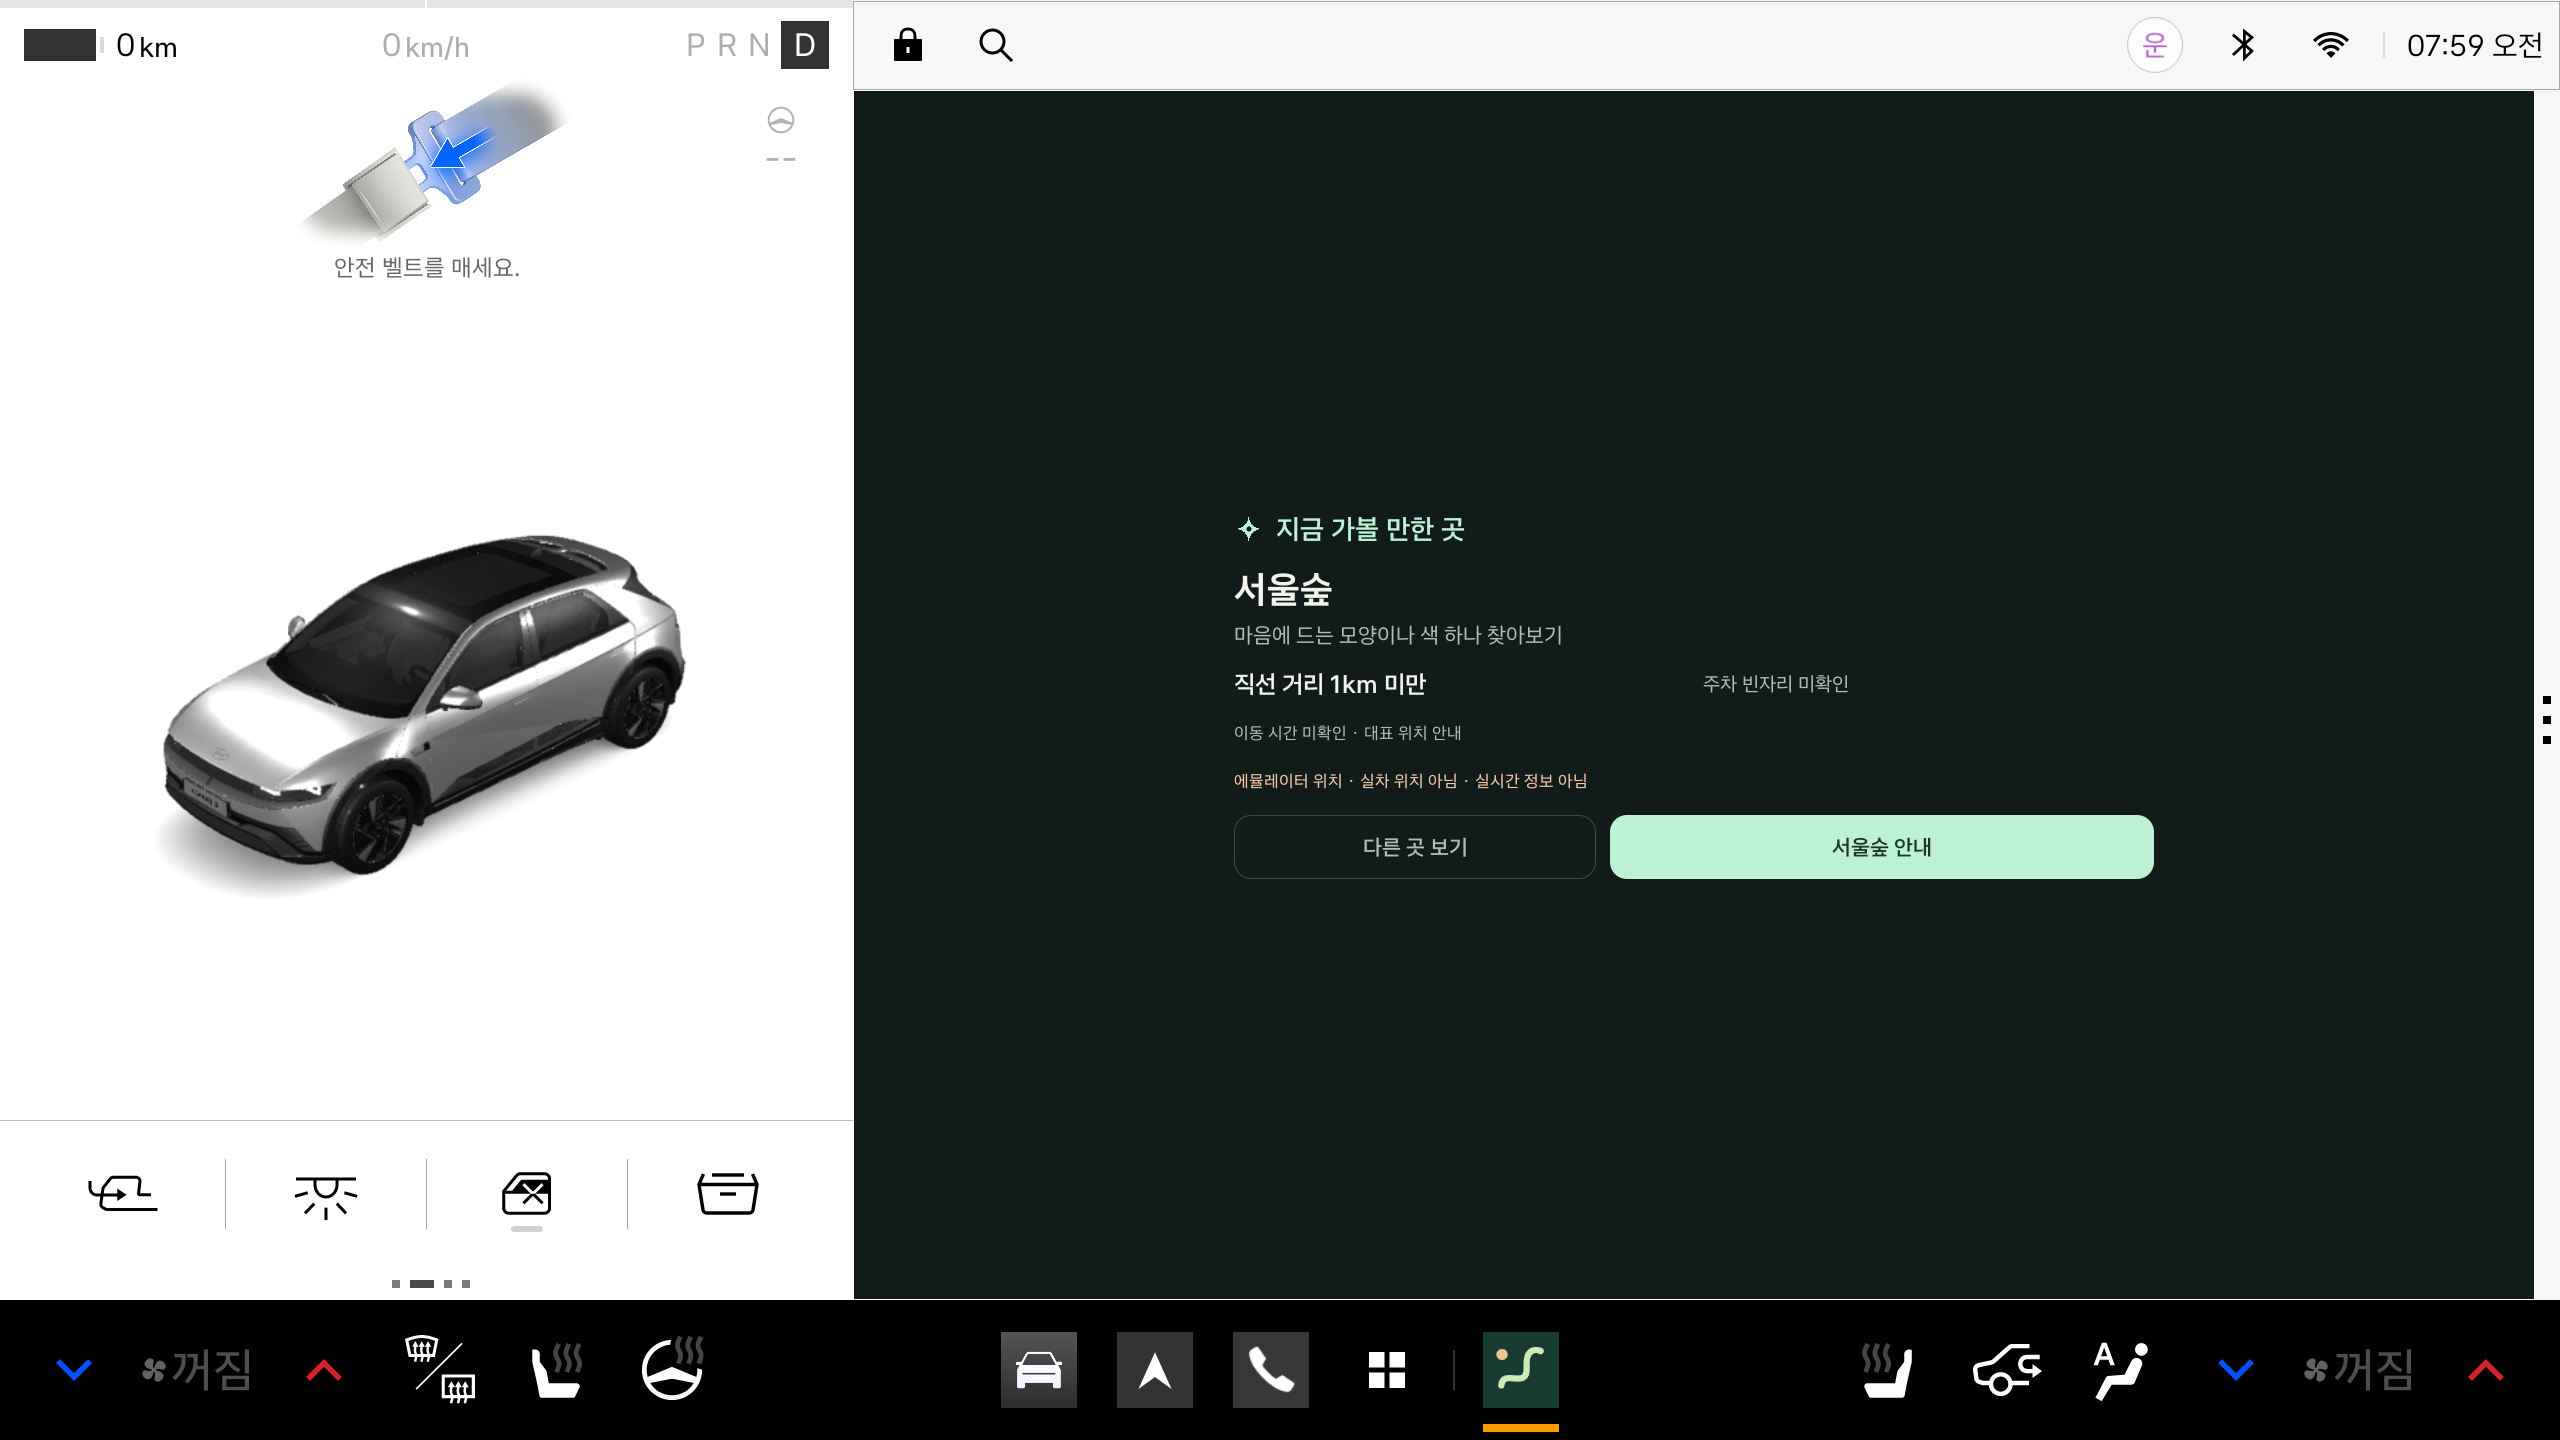 0 km
0 km/h
P R N D
운
07:59 오전
안전 벨트를 매세요.
지금 가볼 만한 곳
서울숲
마음에 드는 모양이나 색 하나 찾아보기
직선 거리 1km 미만
주차 빈자리 미확인
이동 시간 미확인 · 대표 위치 안내
에뮬레이터 위치 · 실차 위치 아님 · 실시간 정보 아님
다른 곳 보기
서울숲 안내
꺼짐
A
꺼짐